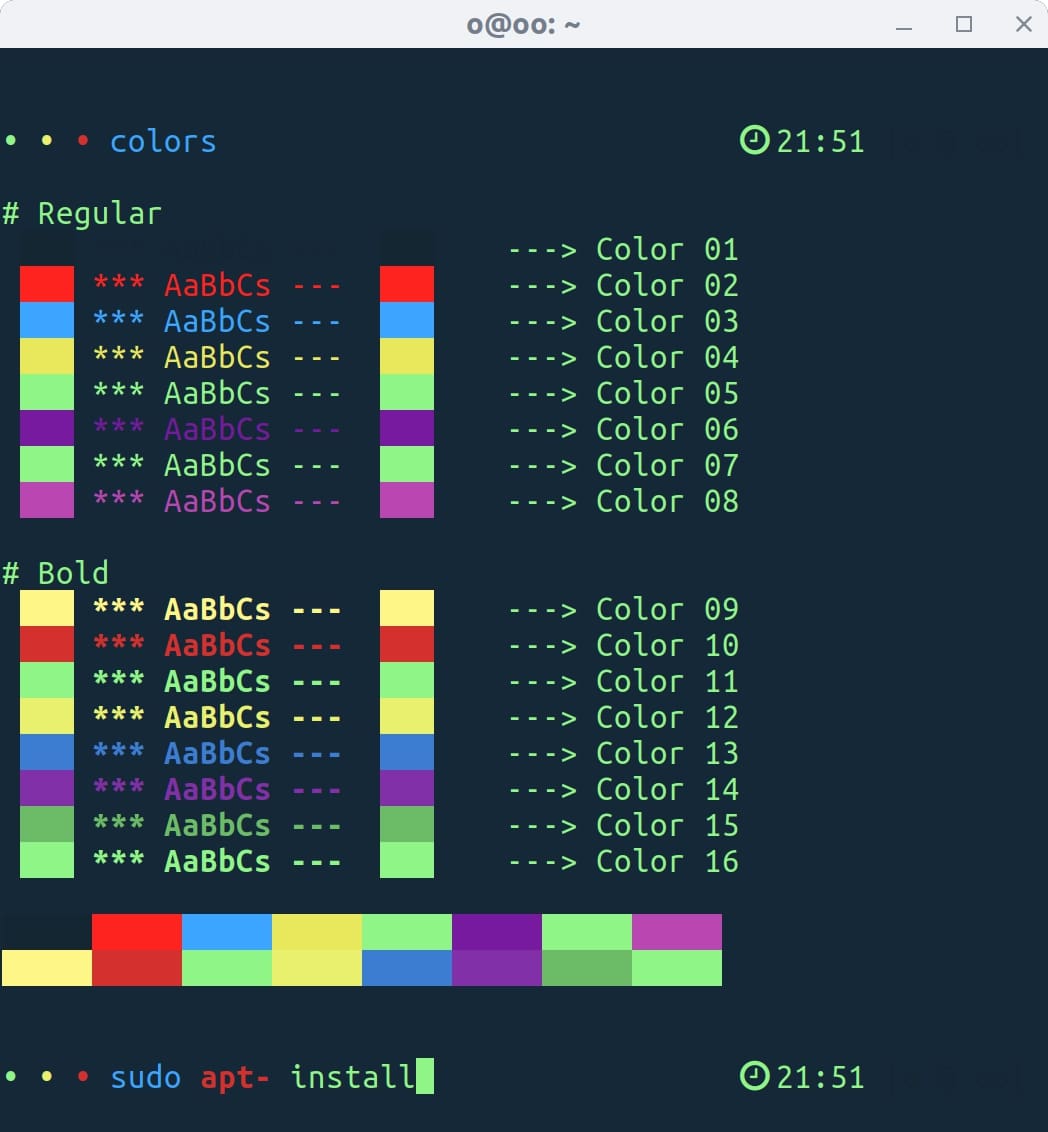 o@oo: ~
• • • colors 21:51
# Regular
*** AaBbCs --- ---> Color 01
*** AaBbCs --- ---> Color 02
*** AaBbCs --- ---> Color 03
*** AaBbCs --- ---> Color 04
*** AaBbCs --- ---> Color 05
*** AaBbCs --- ---> Color 06
*** AaBbCs --- ---> Color 07
*** AaBbCs --- ---> Color 08
# Bold
*** AaBbCs --- ---> Color 09
*** AaBbCs --- ---> Color 10
*** AaBbCs --- ---> Color 11
*** AaBbCs --- ---> Color 12
*** AaBbCs --- ---> Color 13
*** AaBbCs --- ---> Color 14
*** AaBbCs --- ---> Color 15
*** AaBbCs --- ---> Color 16
• • • sudo apt- install 21:51